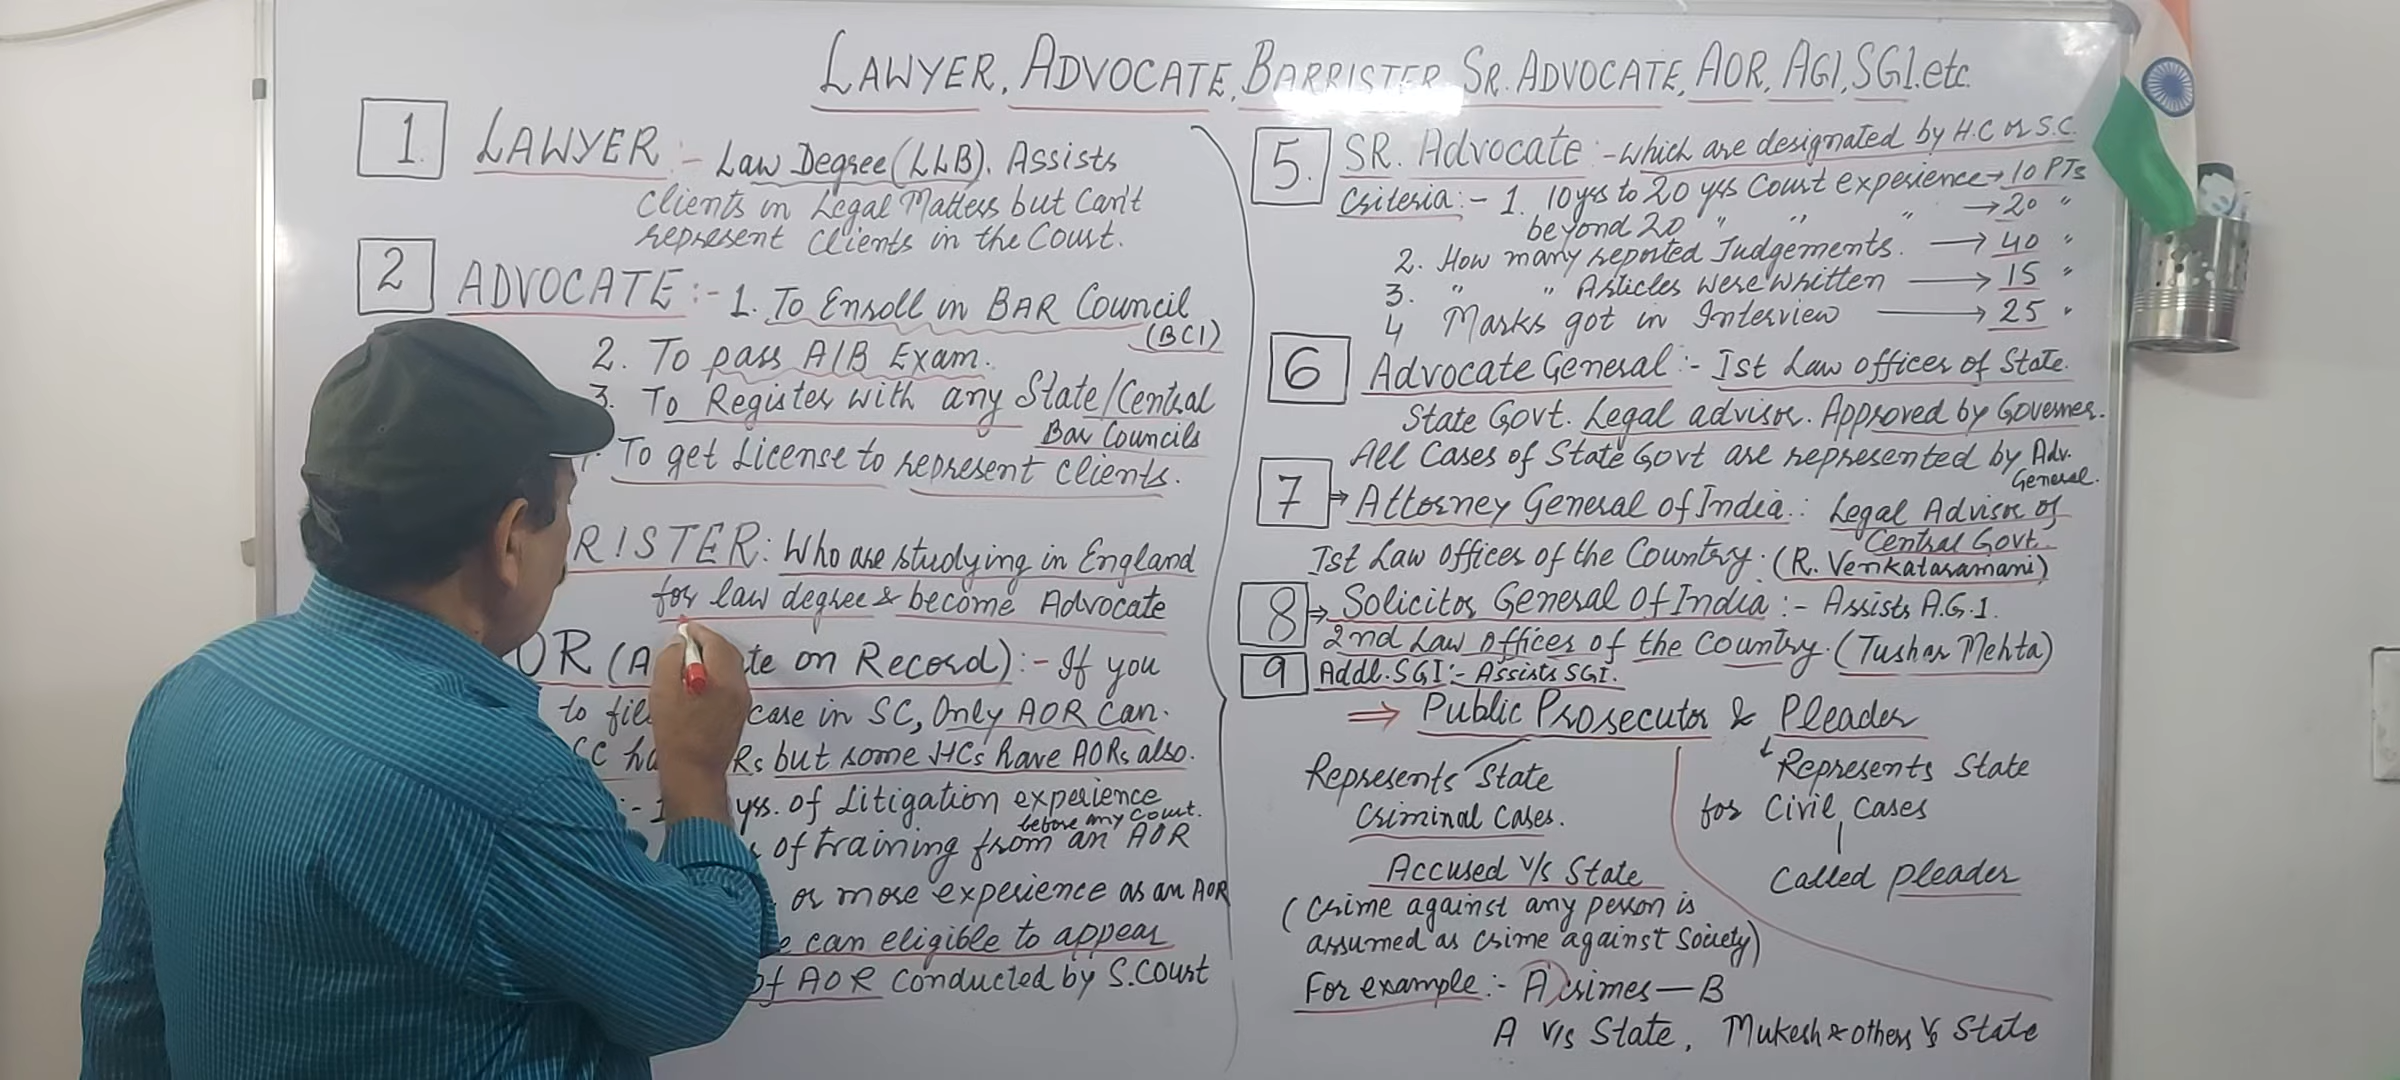 LAWYER, ADVOCATE, BARRISTER, SR. ADVOCATE, AOR, AGI, SGI. etc.
1. LAWYER :- Law Degree (LLB). Assists
Clients in Legal Matters but Can't
represent Clients in the Court.
2 ADVOCATE :- 1. To Enroll in BAR Council
(BCI)
2. To pass AIB Exam.
3. To Register with any State/Central
Bar Councils
To get License to represent Clients.
RISTER: Who are studying in England
for law degree & become Advocate
OR (A te on Record) :- If you
to fil case in SC, Only AOR Can.
Rs but some HCs have AORs also.
yrs. of Litigation experience
before any Court.
of training from an AOR
or more experience as an AOR
can eligible to appear
of AOR Conducted by S. Court
5. SR. Advocate :- Which are designated by H.C or S.C.
Criteria :- 1. 10 yrs to 20 yrs Court experience → 10 PTs
beyond 20 " " " → 20 "
2. How many reported Judgements. → 40 "
3. " " Articles were written → 15 "
4 Marks got in Interview → 25 "
6 Advocate General :- Ist Law officer of State.
State Govt. Legal advisor. Approved by Governer.
All Cases of State Govt are represented by Adv.
General.
7 ⇒ Attorney General of India :: Legal Advisor of
Central Govt.
Ist Law officer of the Country. (R. Venkataramani)
8 ⇒ Solicitor General Of India :- Assists A.G.I.
2nd Law officer of the Country. (Tushar Mehta)
9 Addl. SGI :- Assists SGI.
⇒ Public Prosecutor & Pleader
Represents State
Criminal Cases.
↓ Represents State
for Civil Cases
Called pleader
Accused v/s State
(Crime against any person is
assumed as crime against Society)
For example :- A crimes — B
A v/s State, Mukesh & others v/s State